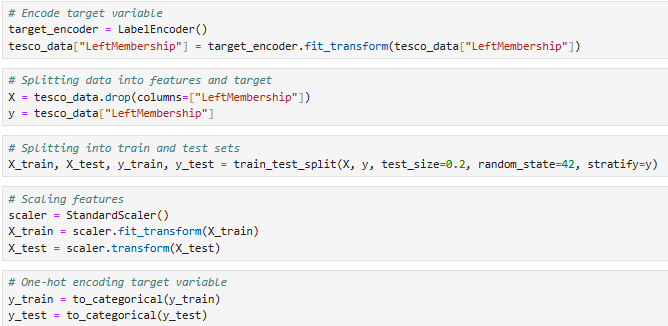 # Encode target variable
target_encoder = LabelEncoder()
tesco_data["LeftMembership"] = target_encoder.fit_transform(tesco_data["LeftMembership"])
# Splitting data into features and target
X = tesco_data.drop(columns=["LeftMembership"])
y = tesco_data["LeftMembership"]
# Splitting into train and test sets
X_train, X_test, y_train, y_test = train_test_split(X, y, test_size=0.2, random_state=42, stratify=y)
# Scaling features
scaler = StandardScaler()
X_train = scaler.fit_transform(X_train)
X_test = scaler.transform(X_test)
# One-hot encoding target variable
y_train = to_categorical(y_train)
y_test = to_categorical(y_test)